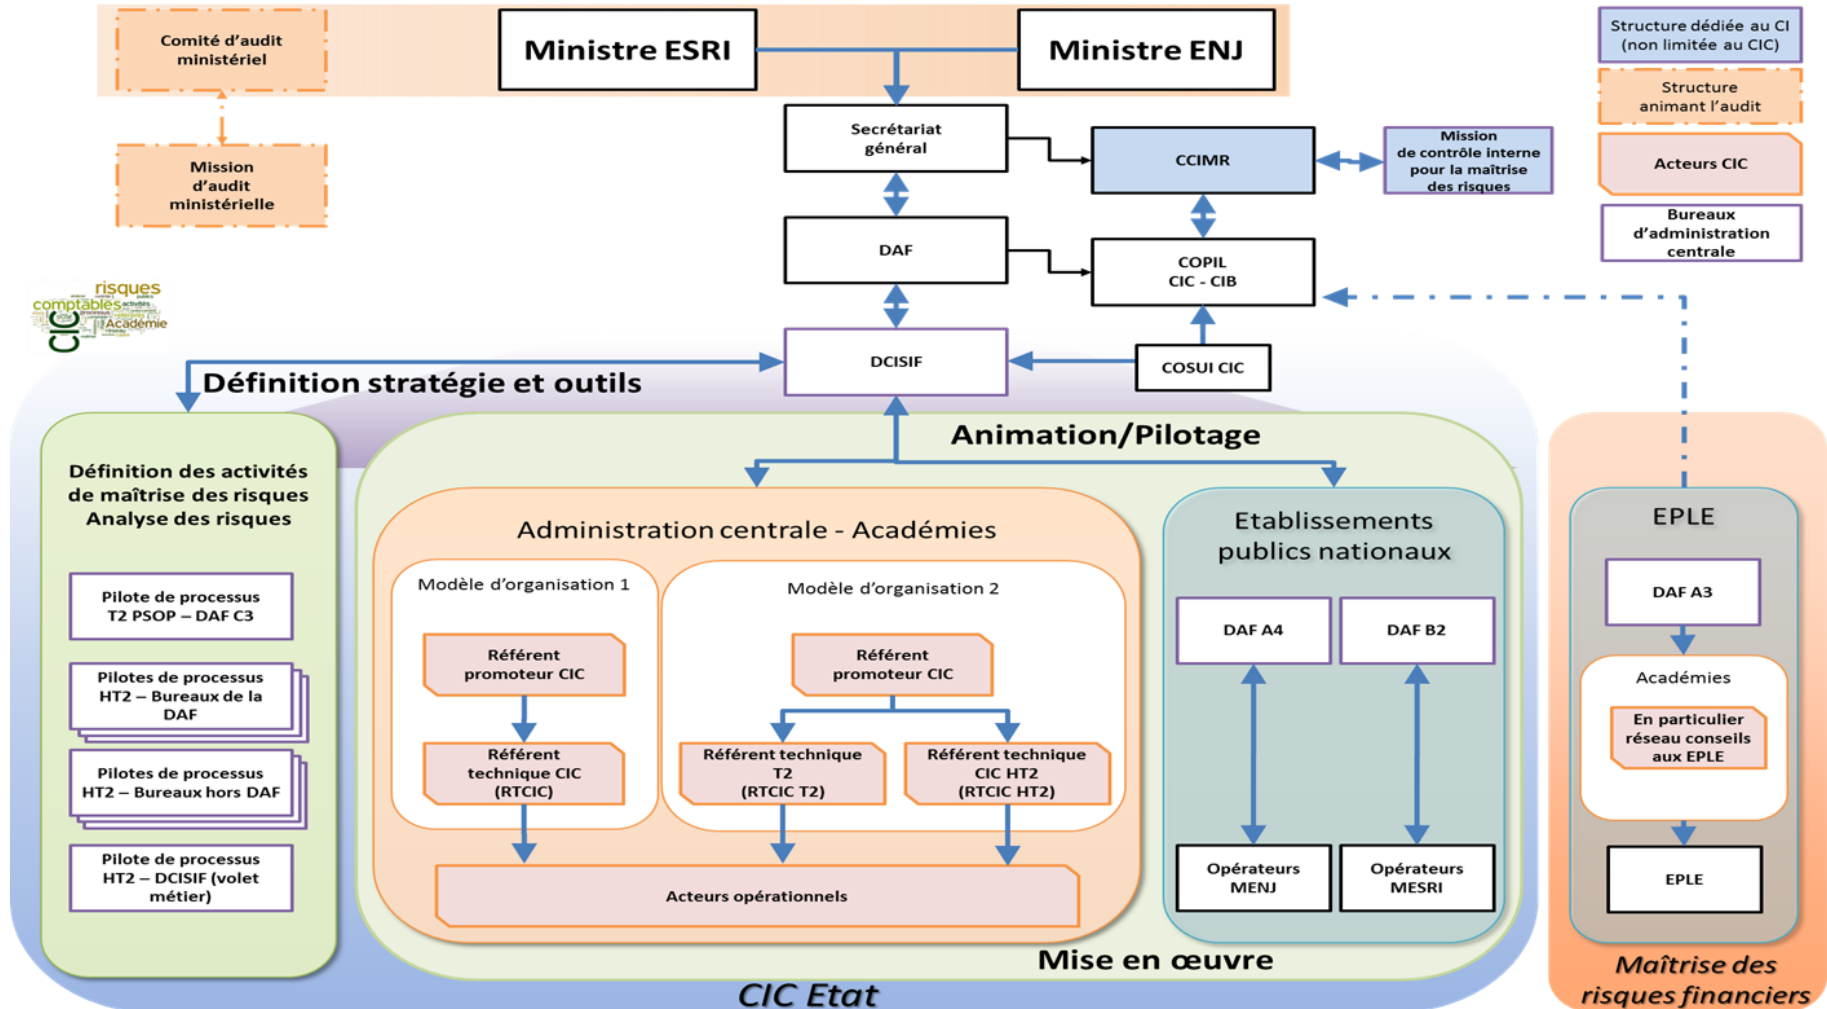 Comité d'audit
ministériel
Ministre ESRI
Ministre ENJ
Structure dédiée au CI
(non limitée au CIC)
Structure
animant l'audit
Acteurs CIC
Bureaux
d'administration
centrale
Mission
d'audit
ministérielle
Secrétariat
général
CCIMR
Mission
de contrôle interne
pour la maîtrise
des risques
DAF
COPIL
CIC - CIB
risques
comptables
activités
Académie
CIC
DCISIF
COSUI CIC
Définition stratégie et outils
Animation/Pilotage
Définition des activités
de maîtrise des risques
Analyse des risques
Pilote de processus
T2 PSOP – DAF C3
Pilotes de processus
HT2 – Bureaux de la
DAF
Pilotes de processus
HT2 – Bureaux hors DAF
Pilote de processus
HT2 – DCISIF (volet
métier)
Administration centrale - Académies
Modèle d'organisation 1
Référent
promoteur CIC
Référent
technique CIC
(RTCIC)
Modèle d'organisation 2
Référent
promoteur CIC
Référent technique
T2
(RTCIC T2)
Référent technique
CIC HT2
(RTCIC HT2)
Acteurs opérationnels
Etablissements
publics nationaux
DAF A4
DAF B2
Opérateurs
MENJ
Opérateurs
MESRI
Mise en œuvre
CIC Etat
EPLE
DAF A3
Académies
En particulier
réseau conseils
aux EPLE
EPLE
Maîtrise des
risques financiers